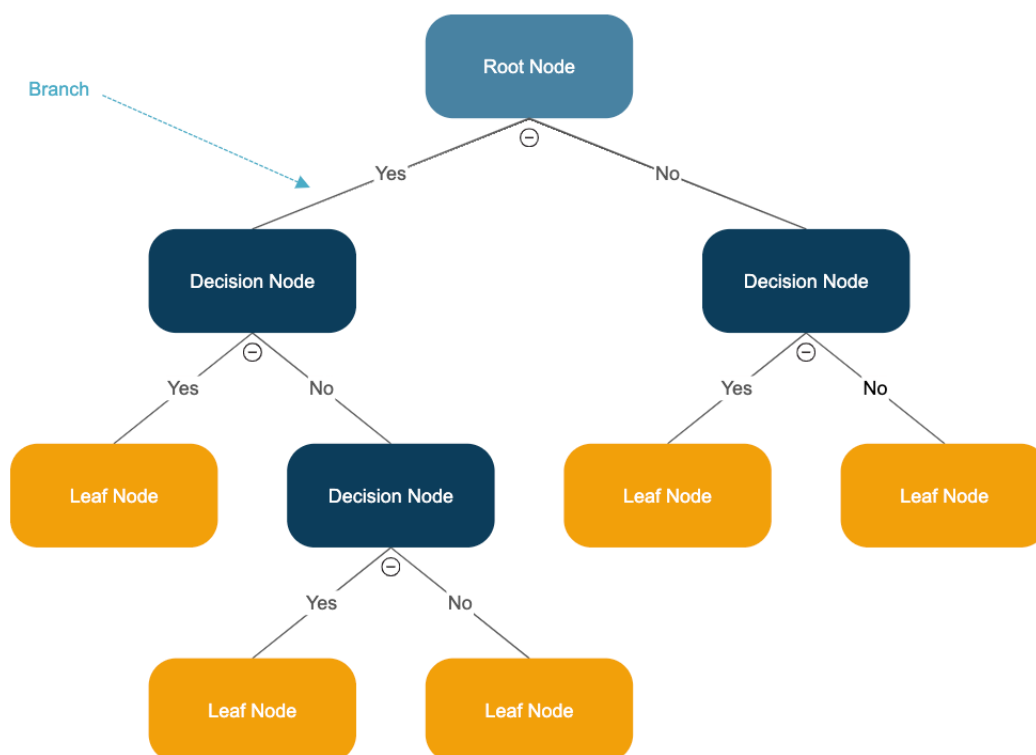 Root Node
Branch
Yes
No
Decision Node
Decision Node
Yes
No
Yes
No
Leaf Node
Decision Node
Leaf Node
Leaf Node
Yes
No
Leaf Node
Leaf Node